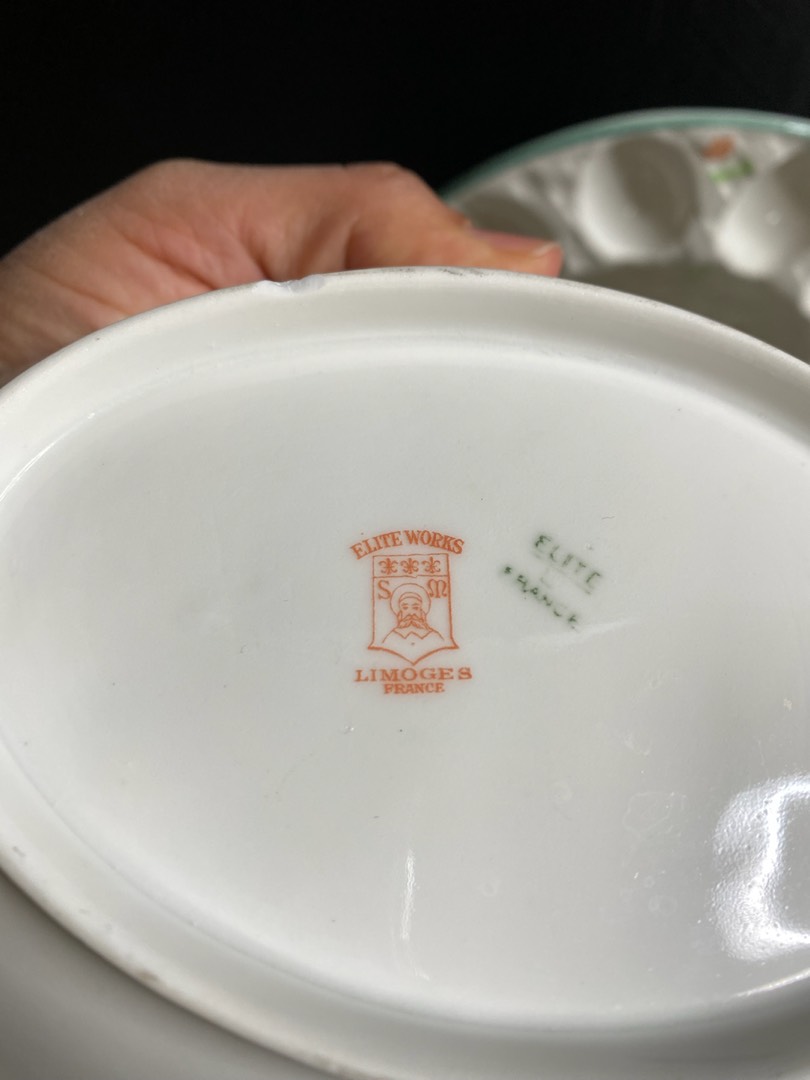 ELITE WORKS
S M
LIMOGES
FRANCE
ELITE
L
FRANCE